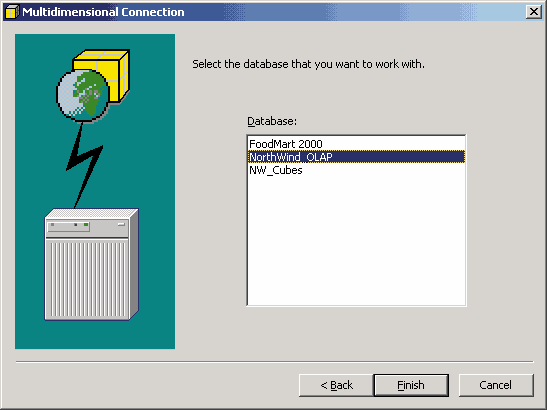 Multidimensional Connection
Select the database that you want to work with.
Database:
FoodMart 2000
NorthWind_OLAP
NW_Cubes
< Back
Finish
Cancel